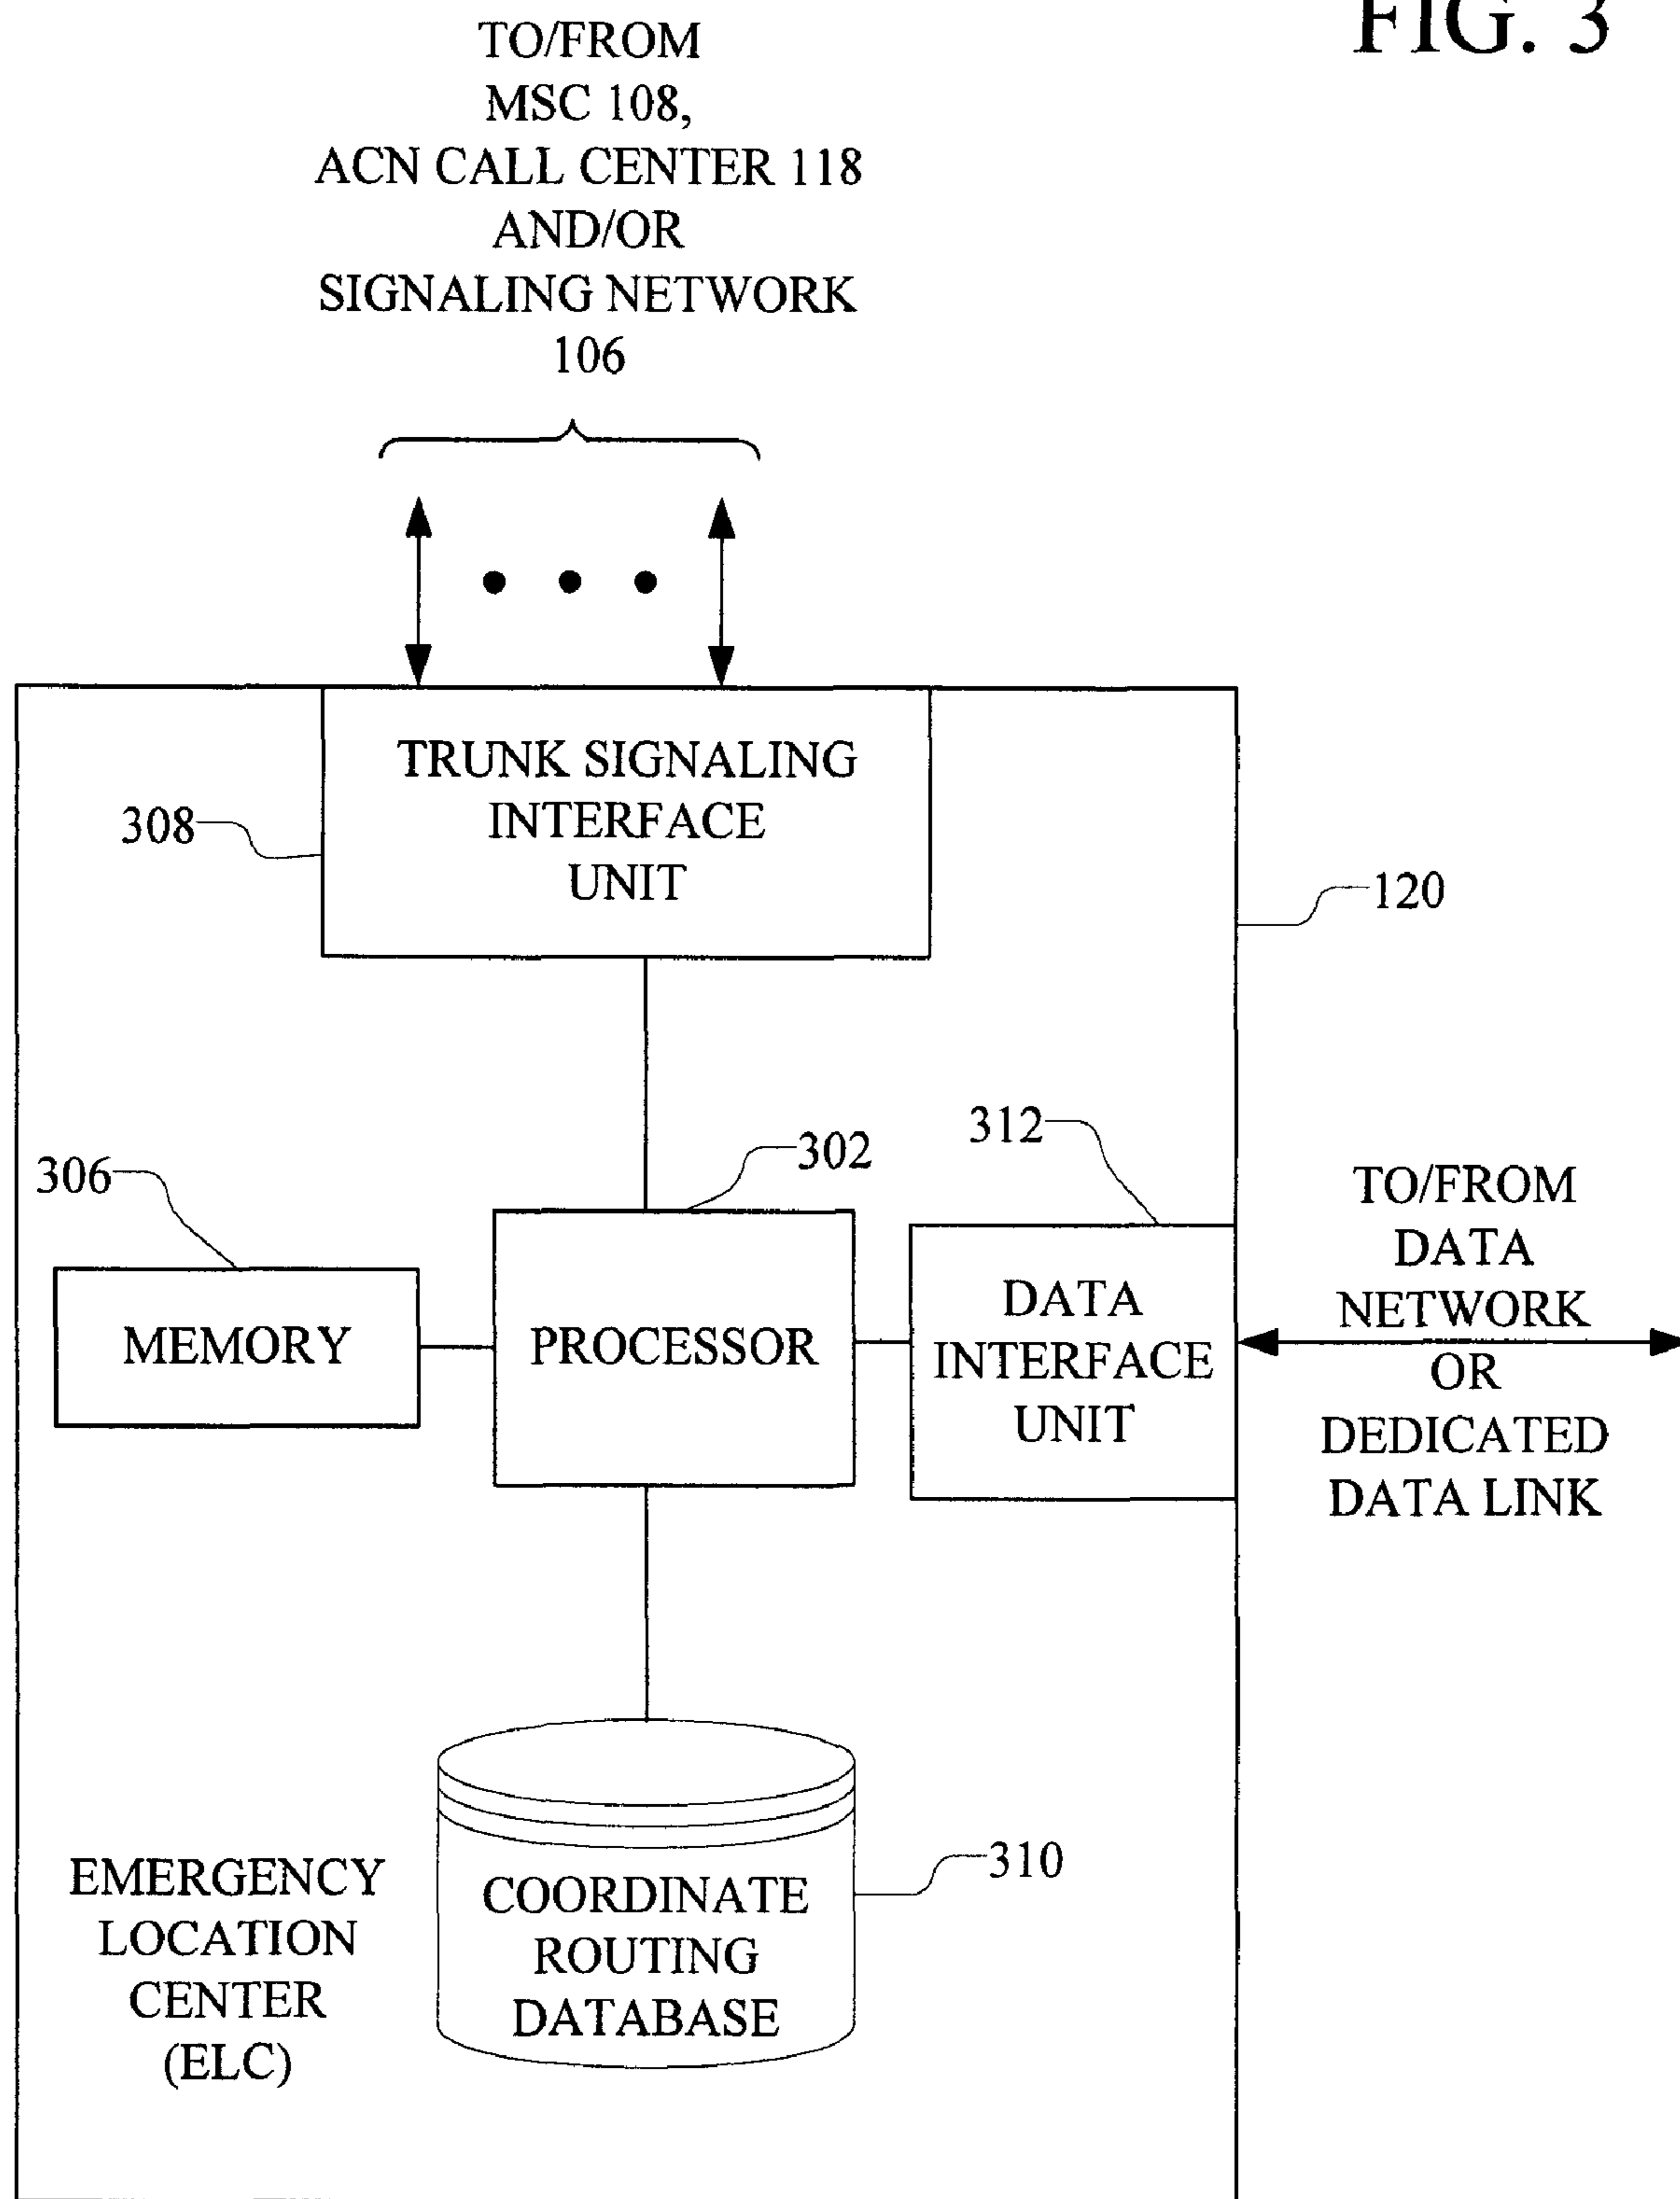 FIG. 3
TO/FROM
MSC 108,
ACN CALL CENTER 118
AND/OR
SIGNALING NETWORK
106
TRUNK SIGNALING
INTERFACE
UNIT
308
120
312
302
306
TO/FROM
DATA
NETWORK
OR
DEDICATED
DATA LINK
MEMORY
PROCESSOR
DATA
INTERFACE
UNIT
310
EMERGENCY
LOCATION
CENTER
(ELC)
COORDINATE
ROUTING
DATABASE